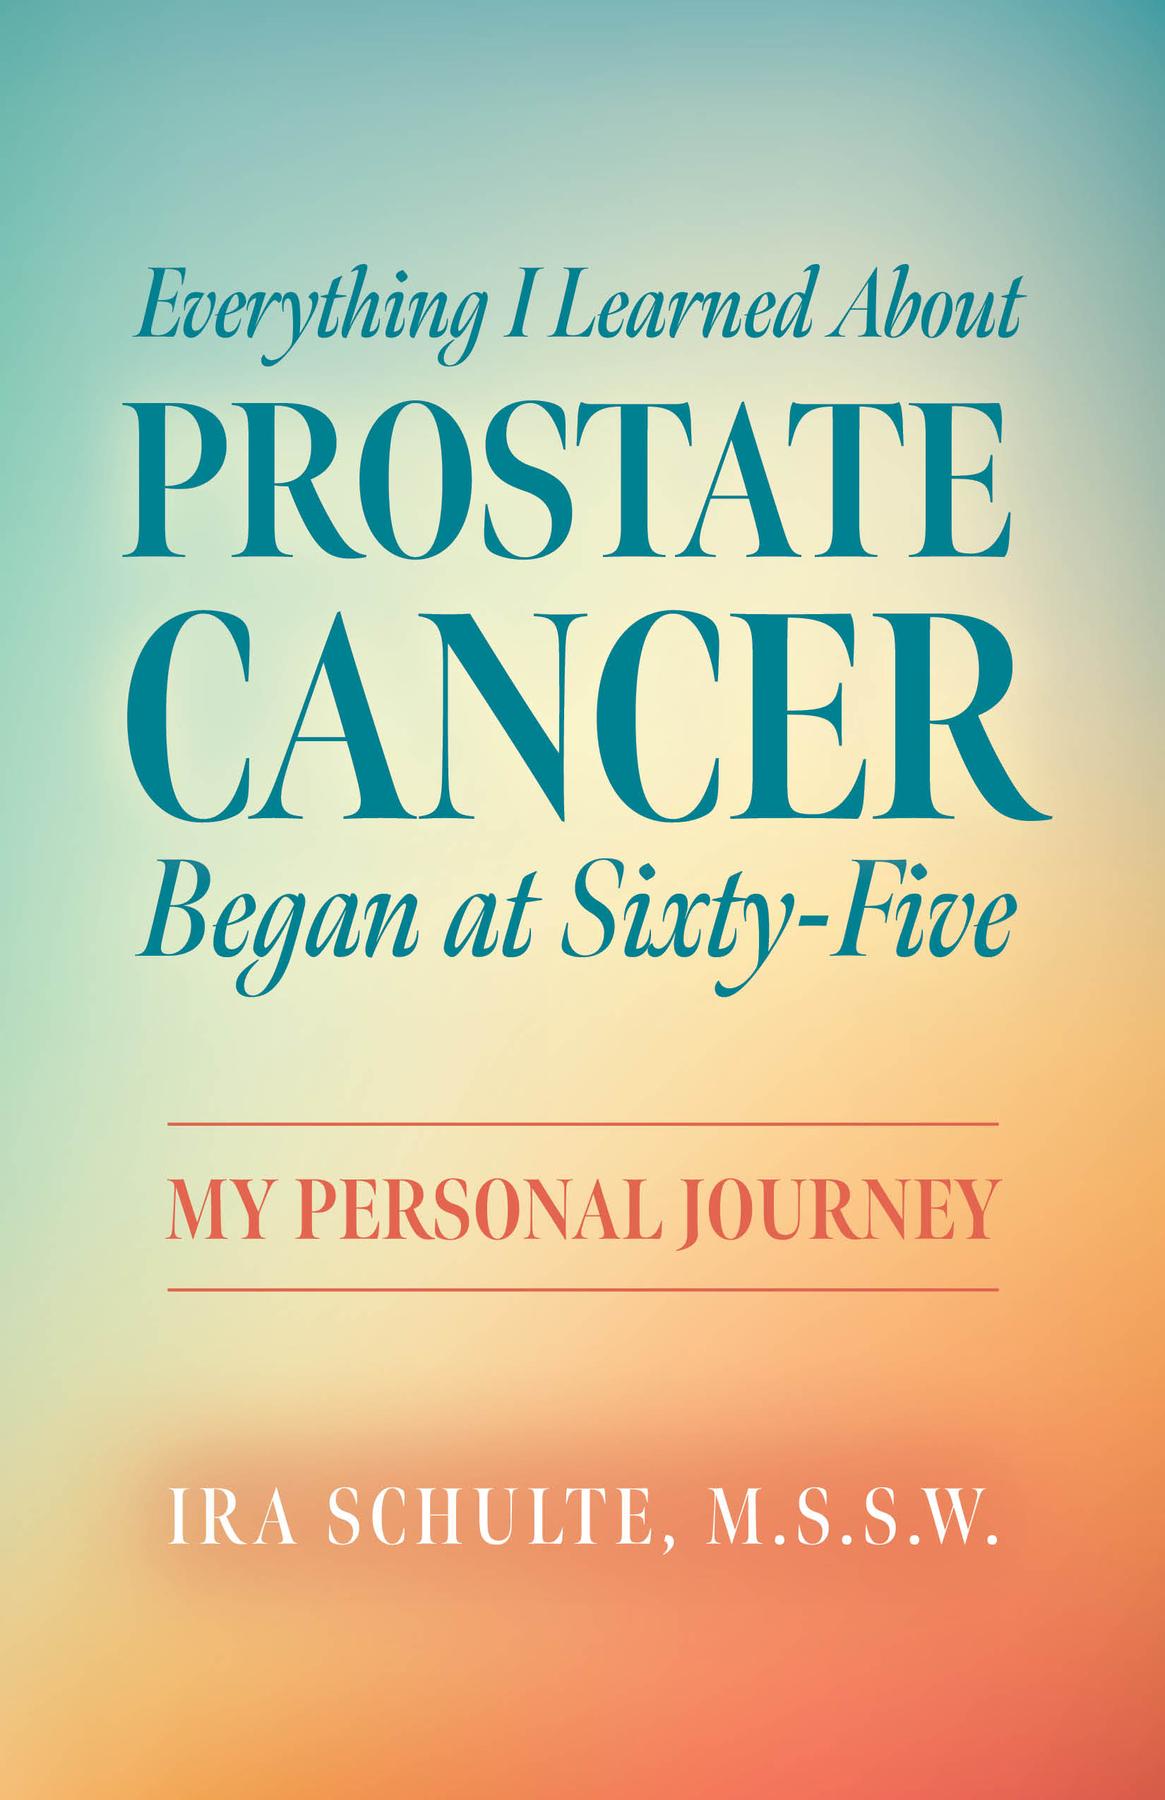 Everything I Learned About
PROSTATE
CANCER
Began at Sixty-Five
MY PERSONAL JOURNEY
IRA SCHULTE, M.S.S.W.